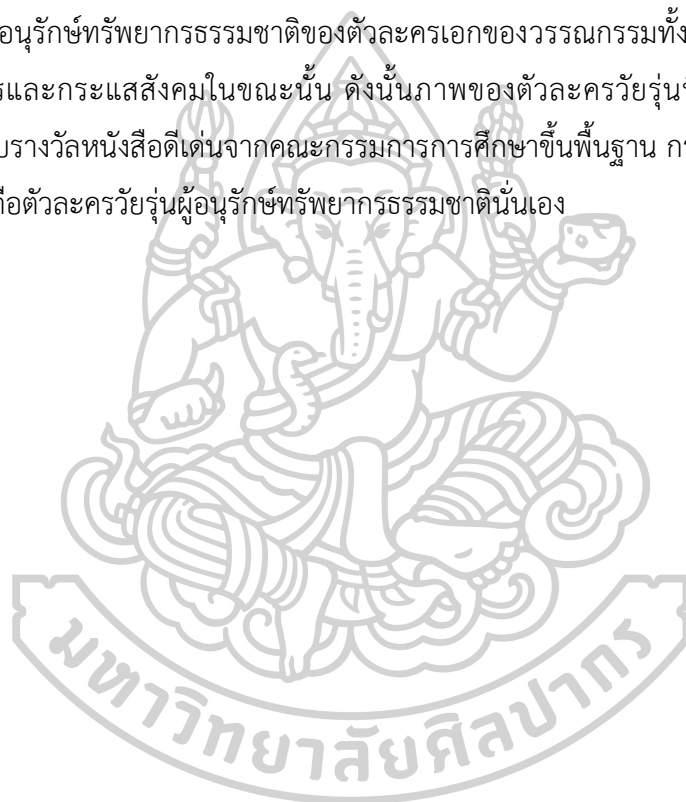 อนุรักษ์ทรัพยากรธรรมชาติของตัวละครเอกของวรรณกรรมทั้ง
และกระแสสังคมในขณะนั้น ดังนั้นภาพของตัวละครวัยรุ่น
รางวัลหนังสือดีเด่นจากคณะกรรมการการศึกษาขึ้นพื้นฐาน
ตัวละครวัยรุ่นผู้อนุรักษ์ทรัพยากรธรรมชาตินั่นเอง
มหาวิทยาลัยศิลปากร